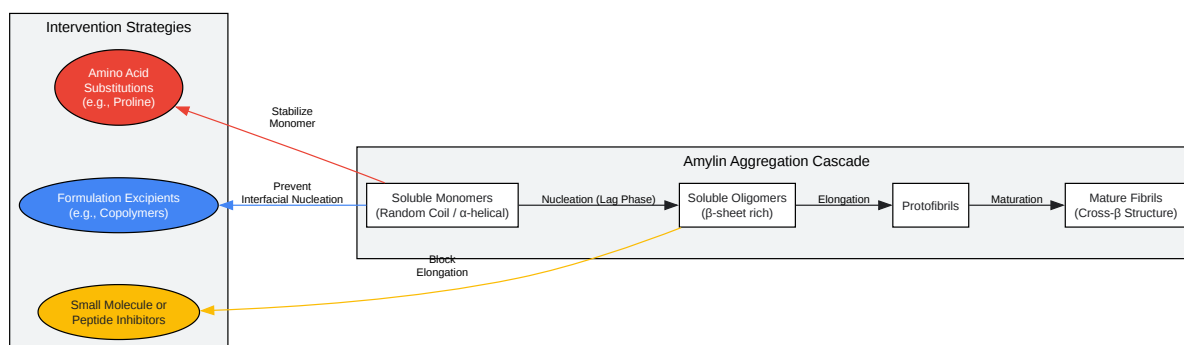 Intervention Strategies
Amino Acid
Substitutions
(e.g., Proline)
Formulation Excipients
(e.g., Copolymers)
Small Molecule or
Peptide Inhibitors
Stabilize
Monomer
Prevent
Interfacial Nucleation
Block
Elongation
Amylin Aggregation Cascade
Soluble Monomers
(Random Coil / α-helical)
Nucleation (Lag Phase)
Soluble Oligomers
(β-sheet rich)
Elongation
Protofibrils
Maturation
Mature Fibrils
(Cross-β Structure)